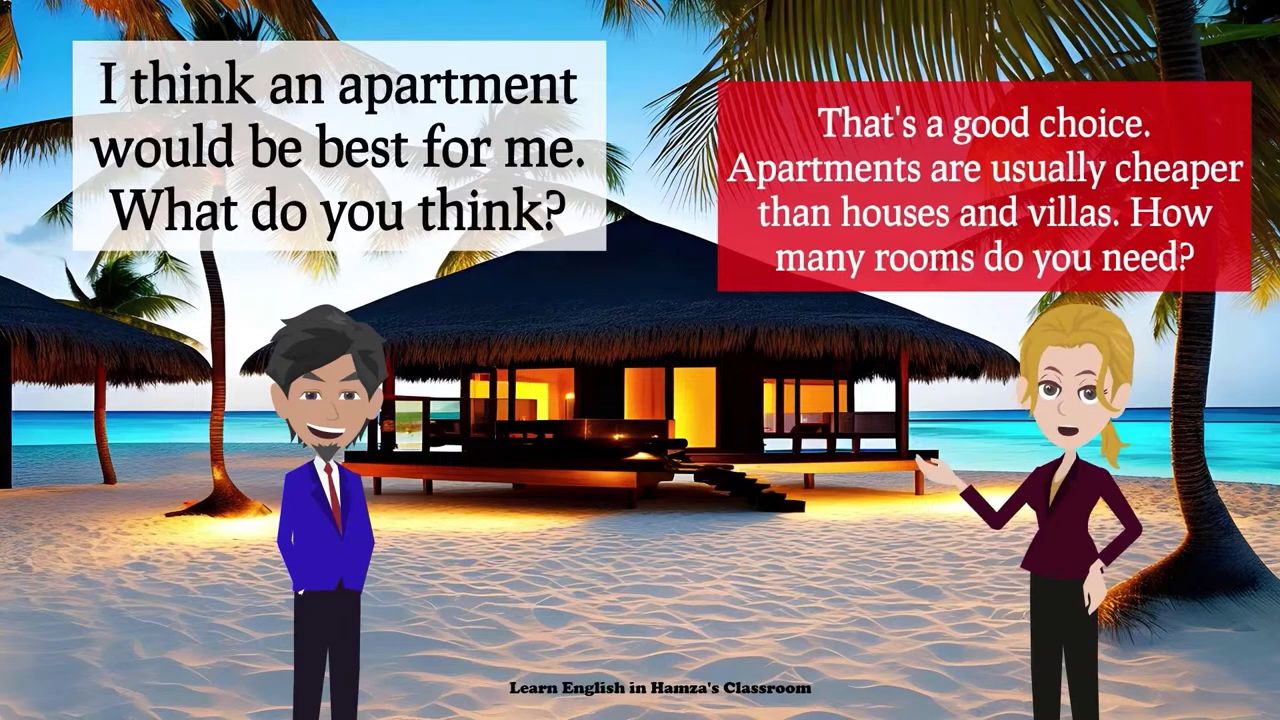 I think an apartment
would be best for me.
What do you think?
That's a good choice.
Apartments are usually cheaper
than houses and villas. How
many rooms do you need?
Learn English in Hamza's Classroom